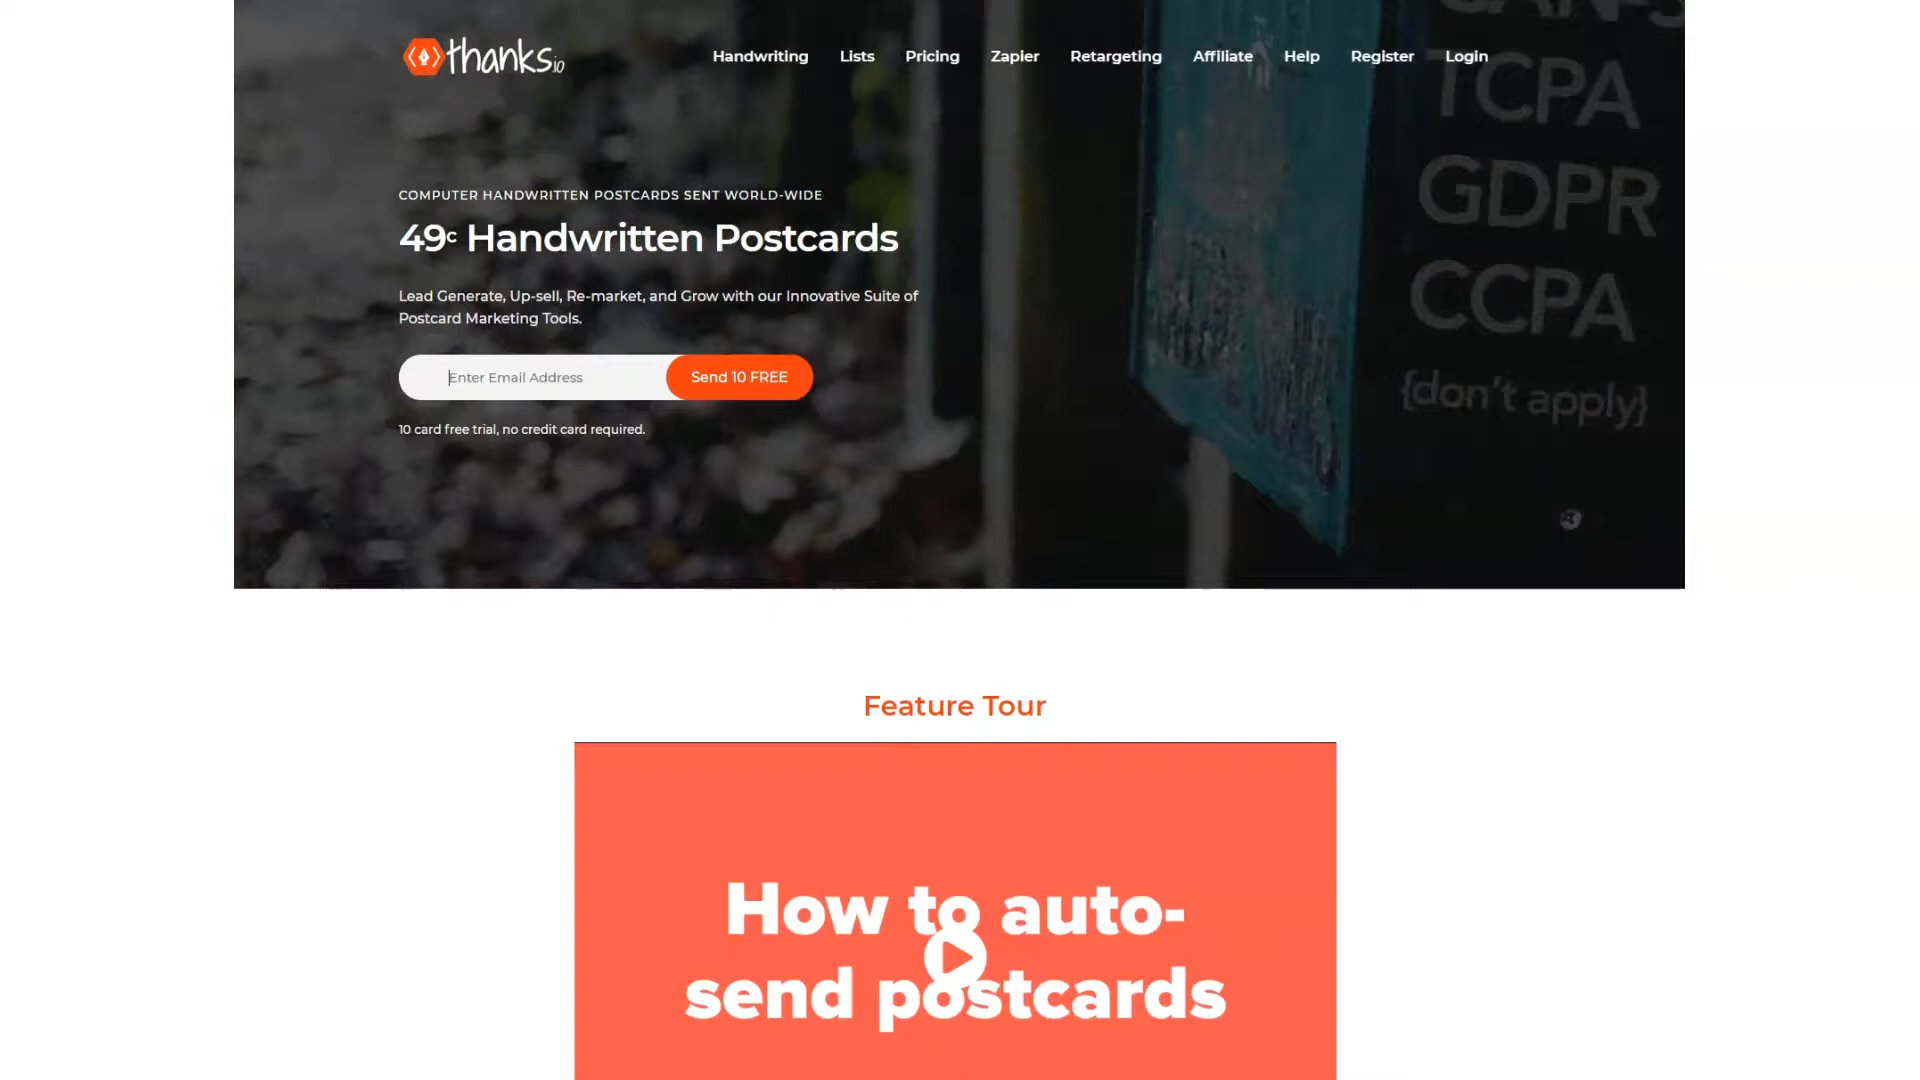 thanks.io
Handwriting Lists Pricing Zapier Retargeting Affiliate Help Register Login
TCPA
GDPR
CCPA
{don't apply}
COMPUTER HANDWRITTEN POSTCARDS SENT WORLD-WIDE
49c Handwritten Postcards
Lead Generate, Up-sell, Re-market, and Grow with our Innovative Suite of
Postcard Marketing Tools.
Enter Email Address
Send 10 FREE
10 card free trial, no credit card required.
Feature Tour
How to auto-
send postcards